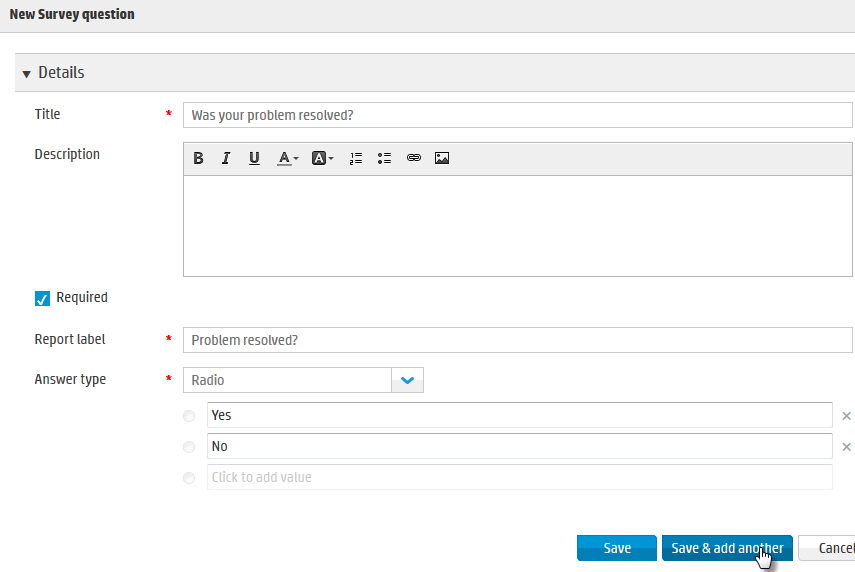 New Survey question
Details
Title * Was your problem resolved?
Description B I U A A
Required
Report label * Problem resolved?
Answer type * Radio
Yes
No
Click to add value
Save Save & add another Cancel